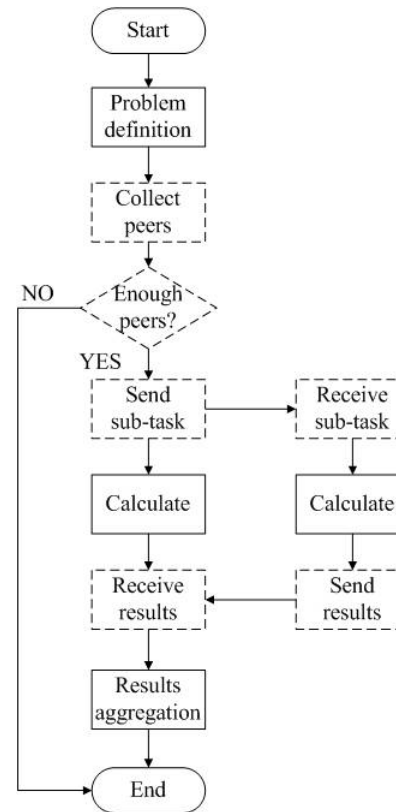 Start
Problem
definition
Collect
peers
NO
Enough
peers?
YES
Send
sub-task
Receive
sub-task
Calculate
Calculate
Receive
results
Send
results
Results
aggregation
End